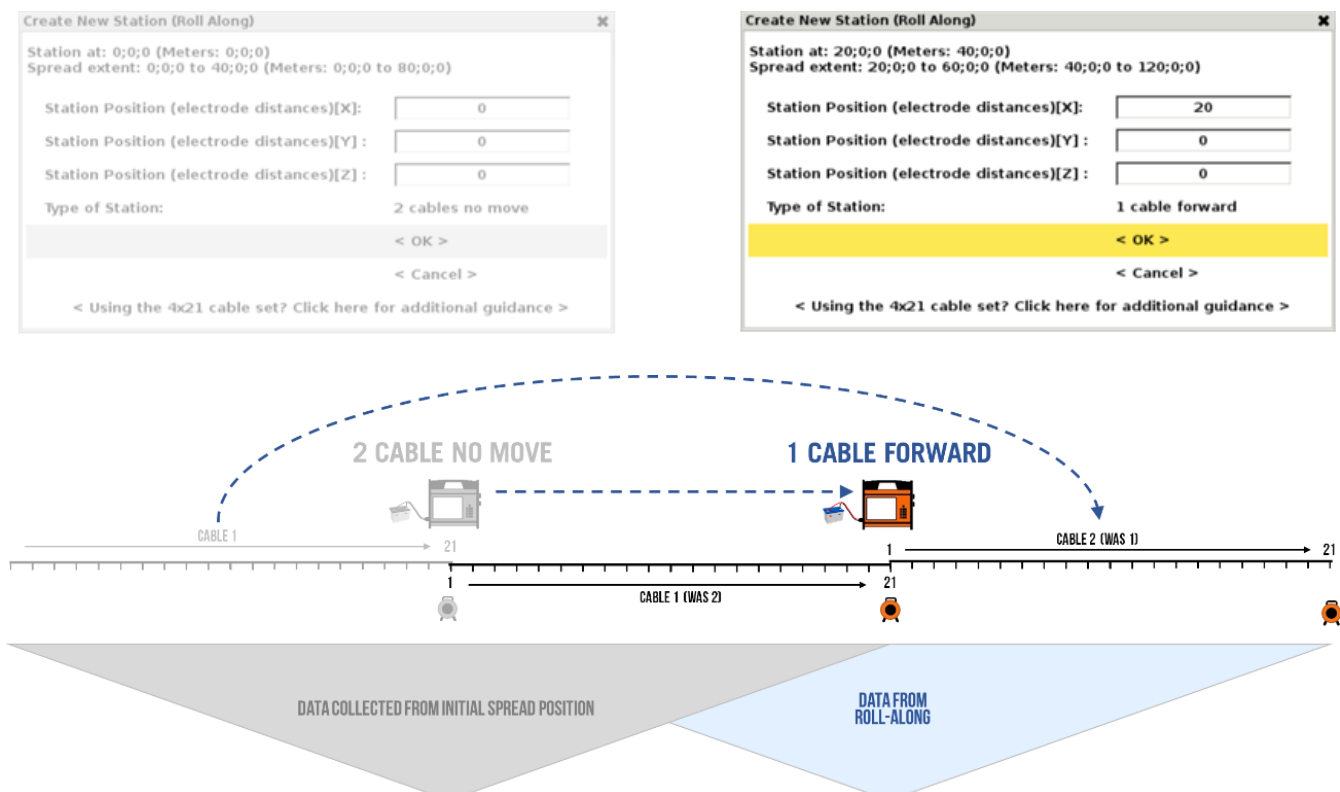 Create New Station (Roll Along)
Station at: 0;0;0 (Meters: 0;0;0)
Spread extent: 0;0;0 to 40;0;0 (Meters: 0;0;0 to 80;0;0)
Station Position (electrode distances)[X]: 0
Station Position (electrode distances)[Y] : 0
Station Position (electrode distances)[Z] : 0
Type of Station: 2 cables no move
< OK >
< Cancel >
< Using the 4x21 cable set? Click here for additional guidance >
Create New Station (Roll Along)
Station at: 20;0;0 (Meters: 40;0;0)
Spread extent: 20;0;0 to 60;0;0 (Meters: 40;0;0 to 120;0;0)
Station Position (electrode distances)[X]: 20
Station Position (electrode distances)[Y] : 0
Station Position (electrode distances)[Z] : 0
Type of Station: 1 cable forward
< OK >
< Cancel >
< Using the 4x21 cable set? Click here for additional guidance >
2 CABLE NO MOVE
1 CABLE FORWARD
CABLE 1
21
1
CABLE 2 (WAS 1)
21
1
CABLE 1 (WAS 2)
21
DATA COLLECTED FROM INITIAL SPREAD POSITION
DATA FROM
ROLL-ALONG